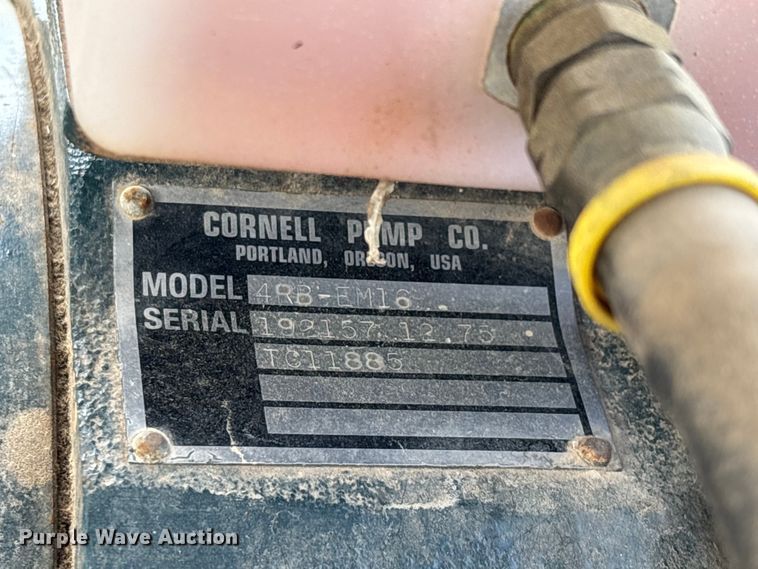 CORNELL PUMP CO.
PORTLAND, OREGON, USA
MODEL 4RB-EM16
SERIAL 192157 12.75
TC11885
Purple Wave Auction